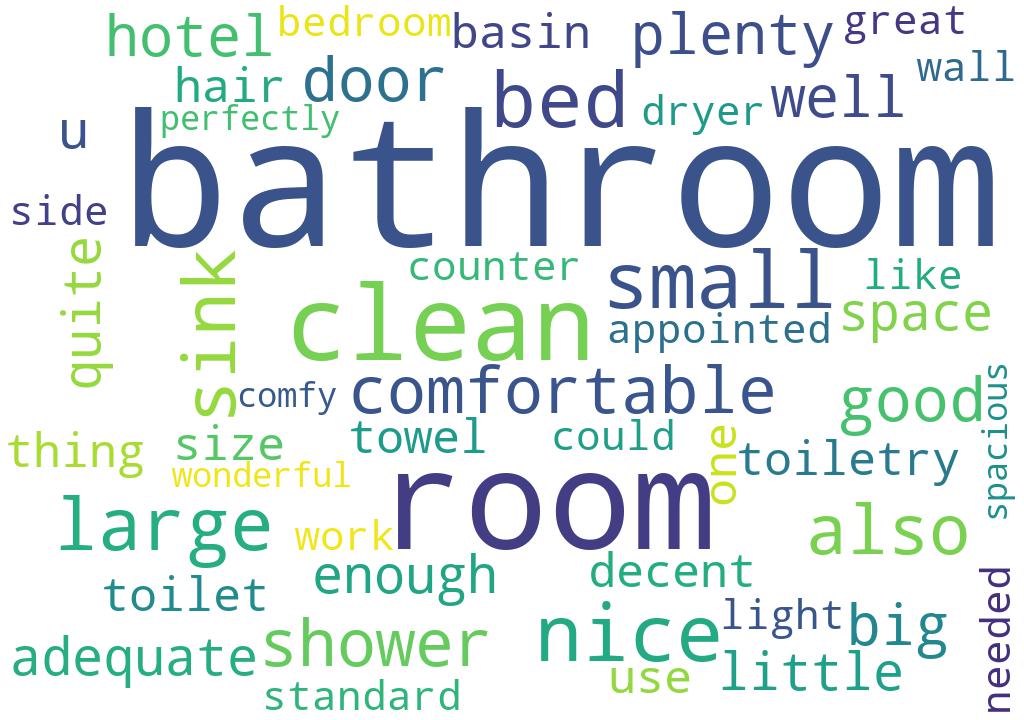 hotel bedroom basin plenty great
hair door bed dryer well wall
perfectly
u bathroom
side
quite sink counter small like
clean appointed space
comfy comfortable good spacious
thing size towel could one toiletry
wonderful
large work room also
toilet enough decent needed
adequate shower nice light big
standard use little